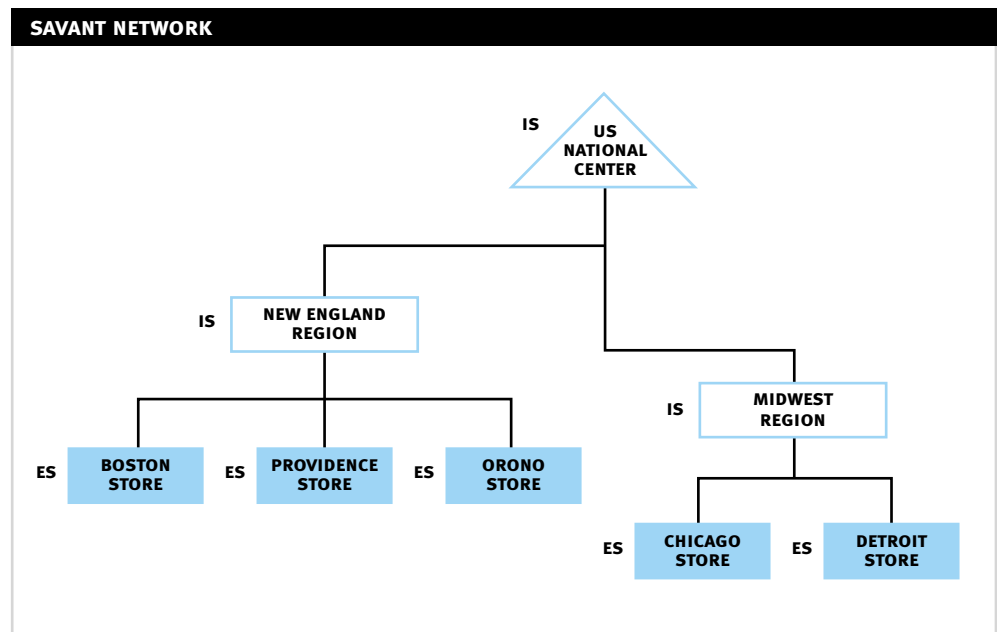 SAVANT NETWORK
IS
US
NATIONAL
CENTER
IS
NEW ENGLAND
REGION
IS
MIDWEST
REGION
ES
BOSTON
STORE
ES
PROVIDENCE
STORE
ES
ORONO
STORE
ES
CHICAGO
STORE
ES
DETROIT
STORE